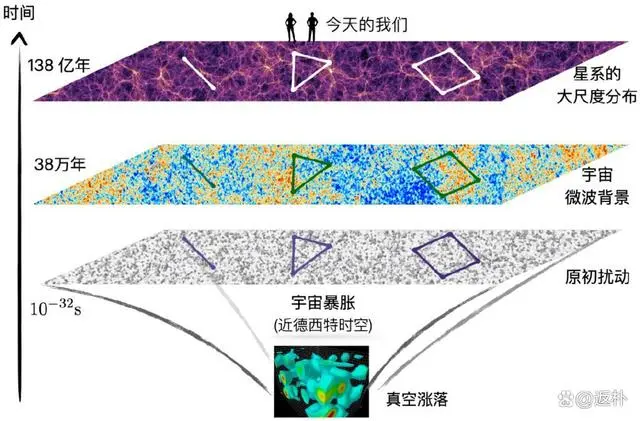 时间
今天的我们
138 亿年
星系的
大尺度分布
38万年
宇宙
微波背景
原初扰动
10⁻³²s
宇宙暴胀
(近德西特时空)
真空涨落
返朴